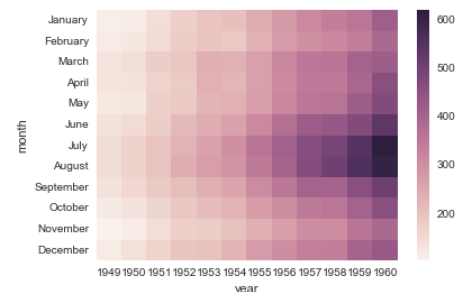 January
February
March
April
May
June
July
August
September
October
November
December
month
1949 1950 1951 1952 1953 1954 1955 1956 1957 1958 1959 1960
year
600
500
400
300
200